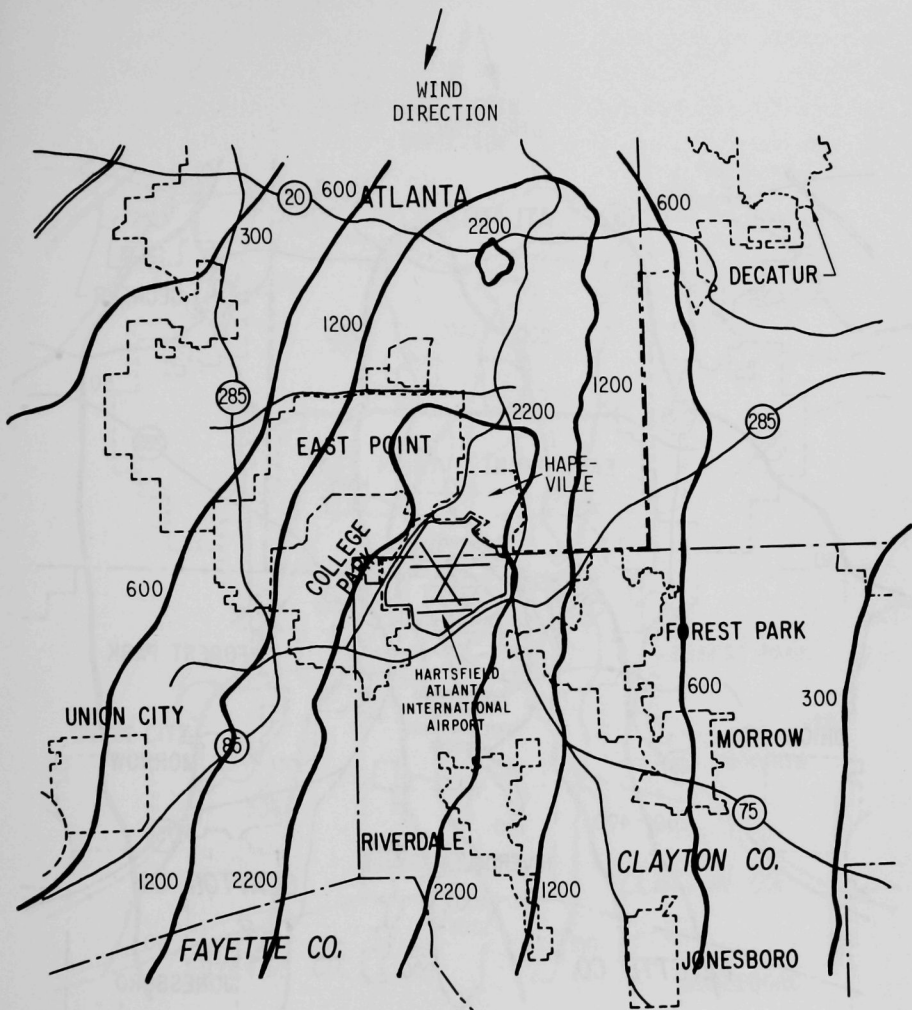 WIND
DIRECTION
20
600
ATLANTA
600
300
2200
DECATUR
1200
1200
285
2200
285
EAST POINT
HAPE-
VILLE
COLLEGE
PARK
600
FOREST PARK
HARTSFIELD
ATLANTA
INTERNATIONAL
AIRPORT
600
300
UNION CITY
85
MORROW
75
RIVERDALE
CLAYTON CO.
1200
2200
2200
1200
FAYETTE CO.
JONESBORO